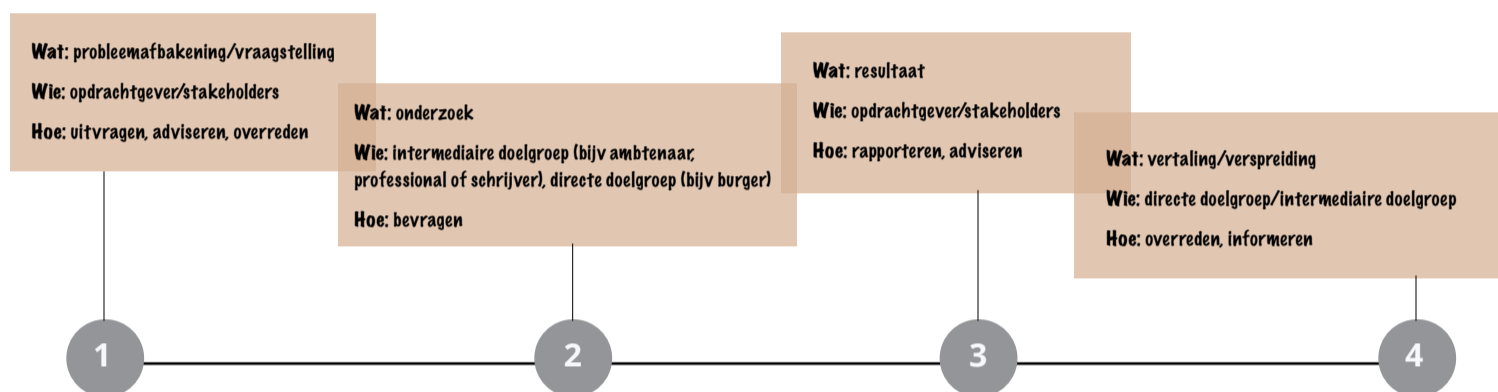 Wat: probleemafbakening/vraagstelling
Wie: opdrachtgever/stakeholders
Hoe: uitvragen, adviseren, overreden
Wat: onderzoek
Wie: intermediaire doelgroep (bijv ambtenaar,
professional of schrijver), directe doelgroep (bijv burger)
Hoe: bevragen
Wat: resultaat
Wie: opdrachtgever/stakeholders
Hoe: rapporteren, adviseren
Wat: vertaling/verspreiding
Wie: directe doelgroep/intermediaire doelgroep
Hoe: overreden, informeren
1
2
3
4